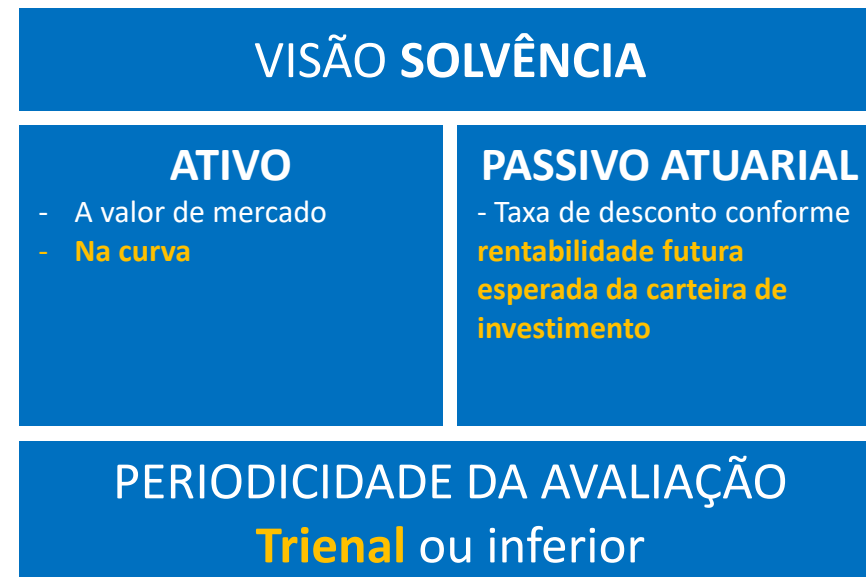 VISÃO SOLVÊNCIA
ATIVO
- A valor de mercado
- Na curva
PASSIVO ATUARIAL
- Taxa de desconto conforme
rentabilidade futura
esperada da carteira de
investimento
PERIODICIDADE DA AVALIAÇÃO
Trienal ou inferior